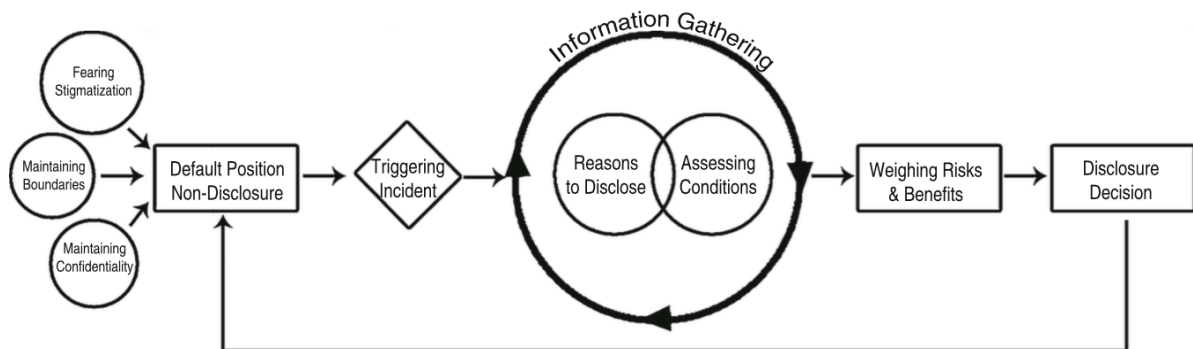 Information Gathering
Fearing
Stigmatization
Maintaining
Boundaries
Maintaining
Confidentiality
Default Position
Non-Disclosure
Triggering
Incident
Reasons
to Disclose
Assessing
Conditions
Weighing Risks
& Benefits
Disclosure
Decision